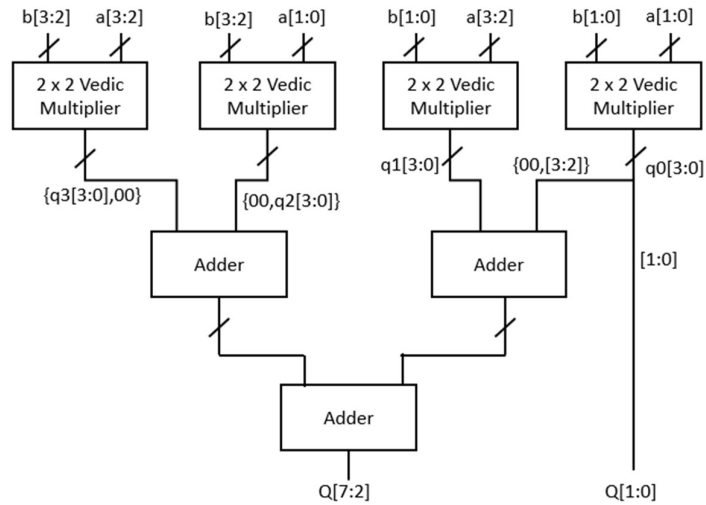 b[3:2] a[3:2] b[3:2] a[1:0] b[1:0] a[3:2] b[1:0] a[1:0]
2 x 2 Vedic
Multiplier
2 x 2 Vedic
Multiplier
2 x 2 Vedic
Multiplier
2 x 2 Vedic
Multiplier
{q3[3:0],00}
{00,q2[3:0]}
q1[3:0]
{00,[3:2]}
q0[3:0]
Adder
Adder
[1:0]
Adder
Q[7:2]
Q[1:0]